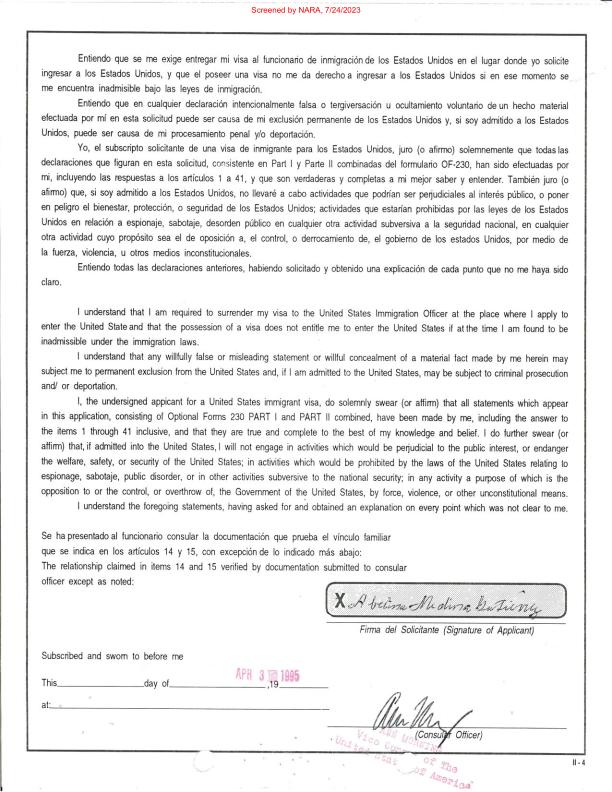 Screened by NARA, 7/24/2023
Entiendo que se me exige entregar mi visa al funcionario de inmigración de los Estados Unidos en el lugar donde yo solicite
ingresar a los Estados Unidos, y que el poseer una visa no me da derecho a ingresar a los Estados Unidos si en ese momento se
me encuentra inadmisible bajo las leyes de inmigración.
Entiendo que en cualquier declaración intencionalmente falsa o tergiversación u ocultamiento voluntario de un hecho material
efectuada por mí en esta solicitud puede ser causa de mi exclusión permanente de los Estados Unidos y, si soy admitido a los Estados
Unidos, puede ser causa de mi procesamiento penal y/o deportación.
Yo, el subscripto solicitante de una visa de inmigrante para los Estados Unidos, juro (o afirmo) solemnemente que todas las
declaraciones que figuran en esta solicitud, consistente en Part I y Parte II combinadas del formulario OF-230, han sido efectuadas por
mi, incluyendo las respuestas a los artículos 1 a 41, y que son verdaderas y completas a mi mejor saber y entender. También juro (o
afirmo) que, si soy admitido a los Estados Unidos, no llevaré a cabo actividades que podrían ser perjudiciales al interés público, o poner
en peligro el bienestar, protección, o seguridad de los Estados Unidos; actividades que estarían prohibidas por las leyes de los Estados
Unidos en relación a espionaje, sabotaje, desorden público en cualquier otra actividad subversiva a la seguridad nacional, en cualquier
otra actividad cuyo propósito sea el de oposición a, el control, o derrocamiento de, el gobierno de los estados Unidos, por medio de
la fuerza, violencia, u otros medios inconstitucionales.
Entiendo todas las declaraciones anteriores, habiendo solicitado y obtenido una explicación de cada punto que no me haya sido
claro.
I understand that I am required to surrender my visa to the United States Immigration Officer at the place where I apply to
enter the United State and that the possession of a visa does not entitle me to enter the United States if at the time I am found to be
inadmissible under the immigration laws.
I understand that any willfully false or misleading statement or willful concealment of a material fact made by me herein may
subject me to permanent exclusion from the United States and, if I am admitted to the United States, may be subject to criminal prosecution
and/ or deportation.
I, the undersigned appicant for a United States immigrant visa, do solemnly swear (or affirm) that all statements which appear
in this application, consisting of Optional Forms 230 PART I and PART II combined, have been made by me, including the answer to
the items 1 through 41 inclusive, and that they are true and complete to the best of my knowledge and belief. I do further swear (or
affirm) that, if admitted into the United States, I will not engage in activities which would be perjudicial to the public interest, or endanger
the welfare, safety, or security of the United States; in activities which would be prohibited by the laws of the United States relating to
espionage, sabotaje, public disorder, or in other activities subversive to the national security; in any activity a purpose of which is the
opposition to or the control, or overthrow of, the Government of the United States, by force, violence, or other unconstitutional means.
I understand the foregoing statements, having asked for and obtained an explanation on every point which was not clear to me.
Se ha presentado al funcionario consular la documentación que prueba el vínculo familiar
que se indica en los artículos 14 y 15, con excepción de lo indicado más abajo:
The relationship claimed in items 14 and 15 verified by documentation submitted to consular
officer except as noted:
X Medina
Firma del Solicitante (Signature of Applicant)
Subscribed and sworn to before me
APR 3 1995
This day of ,19
at:
(Consular Officer)
Vice of The
United Stat of America
II - 4